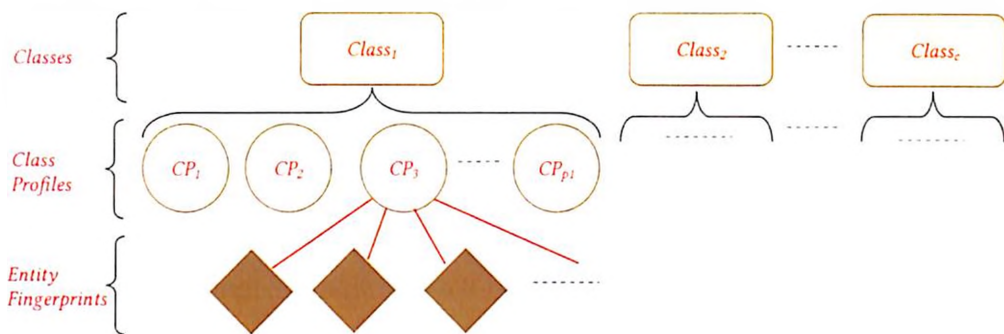 Classes
Class1
Class2
Classc
Class
Profiles
CP1
CP2
CP3
CPp1
Entity
Fingerprints